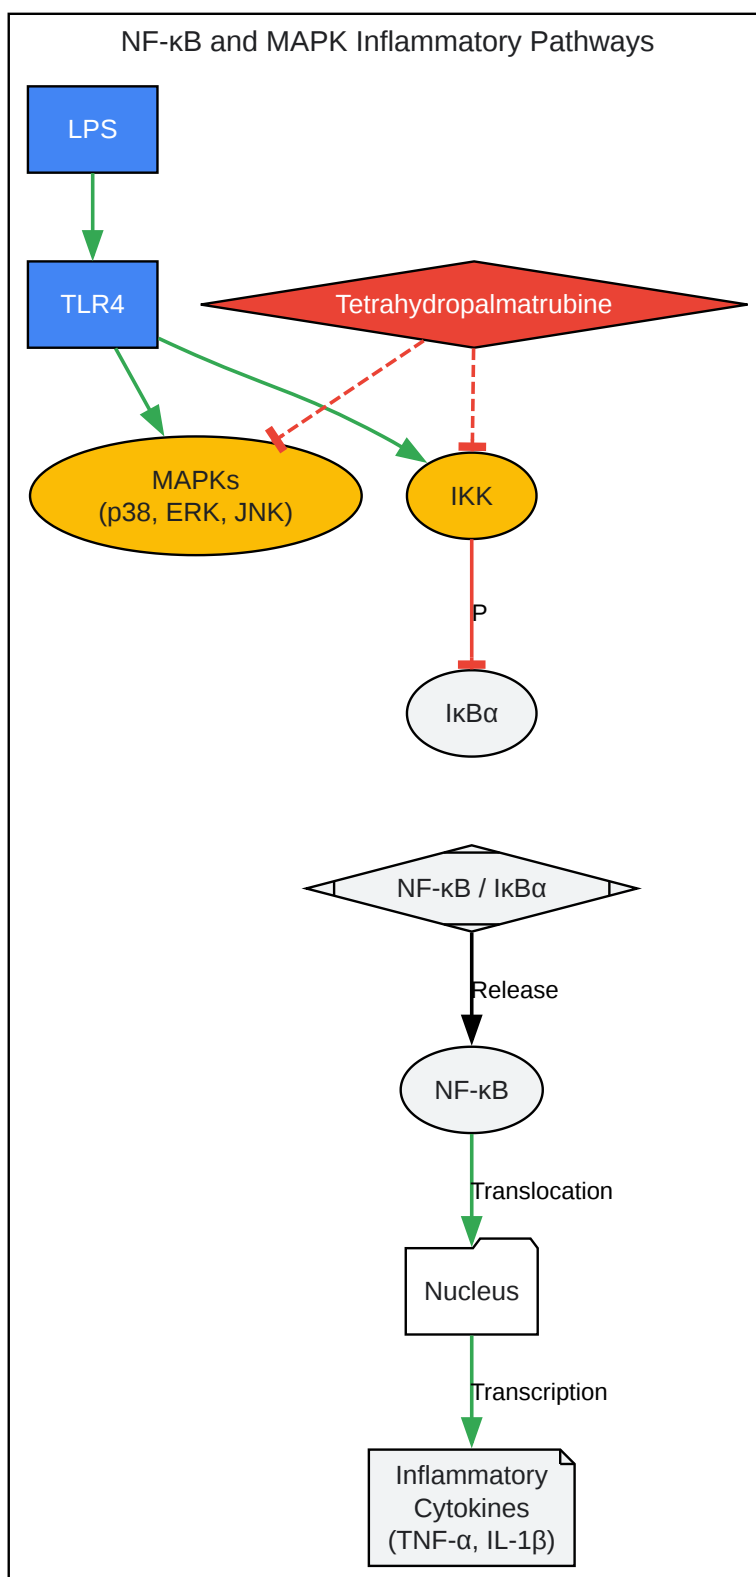 NF-κB and MAPK Inflammatory Pathways
LPS
TLR4
Tetrahydropalmatrubine
MAPKs
(p38, ERK, JNK)
IKK
P
IκBα
NF-κB / IκBα
Release
NF-κB
Translocation
Nucleus
Transcription
Inflammatory
Cytokines
(TNF-α, IL-1β)